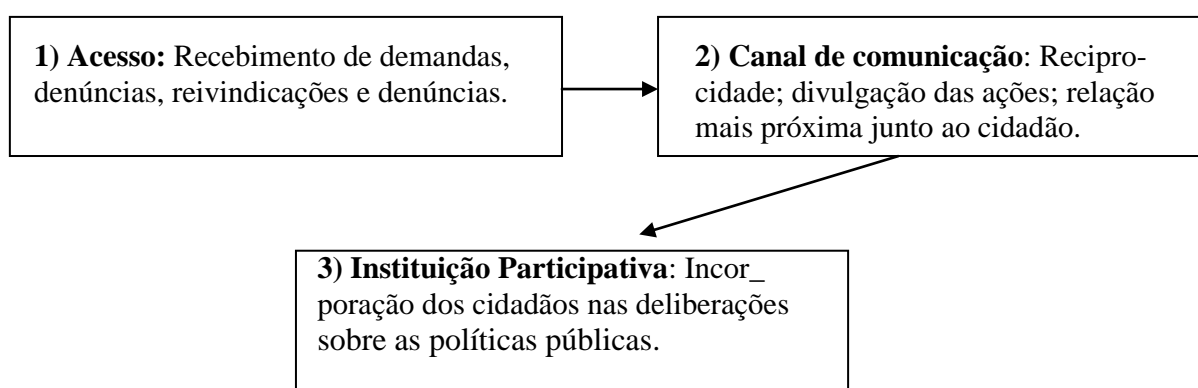 1) Acesso: Recebimento de demandas,
denúncias, reivindicações e denúncias.
2) Canal de comunicação: Recipro-
cidade; divulgação das ações; relação
mais próxima junto ao cidadão.
3) Instituição Participativa: Incor_
poração dos cidadãos nas deliberações
sobre as políticas públicas.